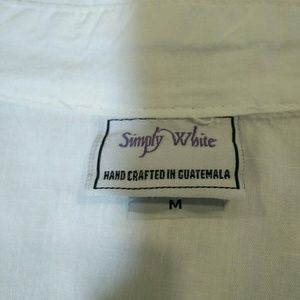 Simply White
HAND CRAFTED IN GUATEMALA
M